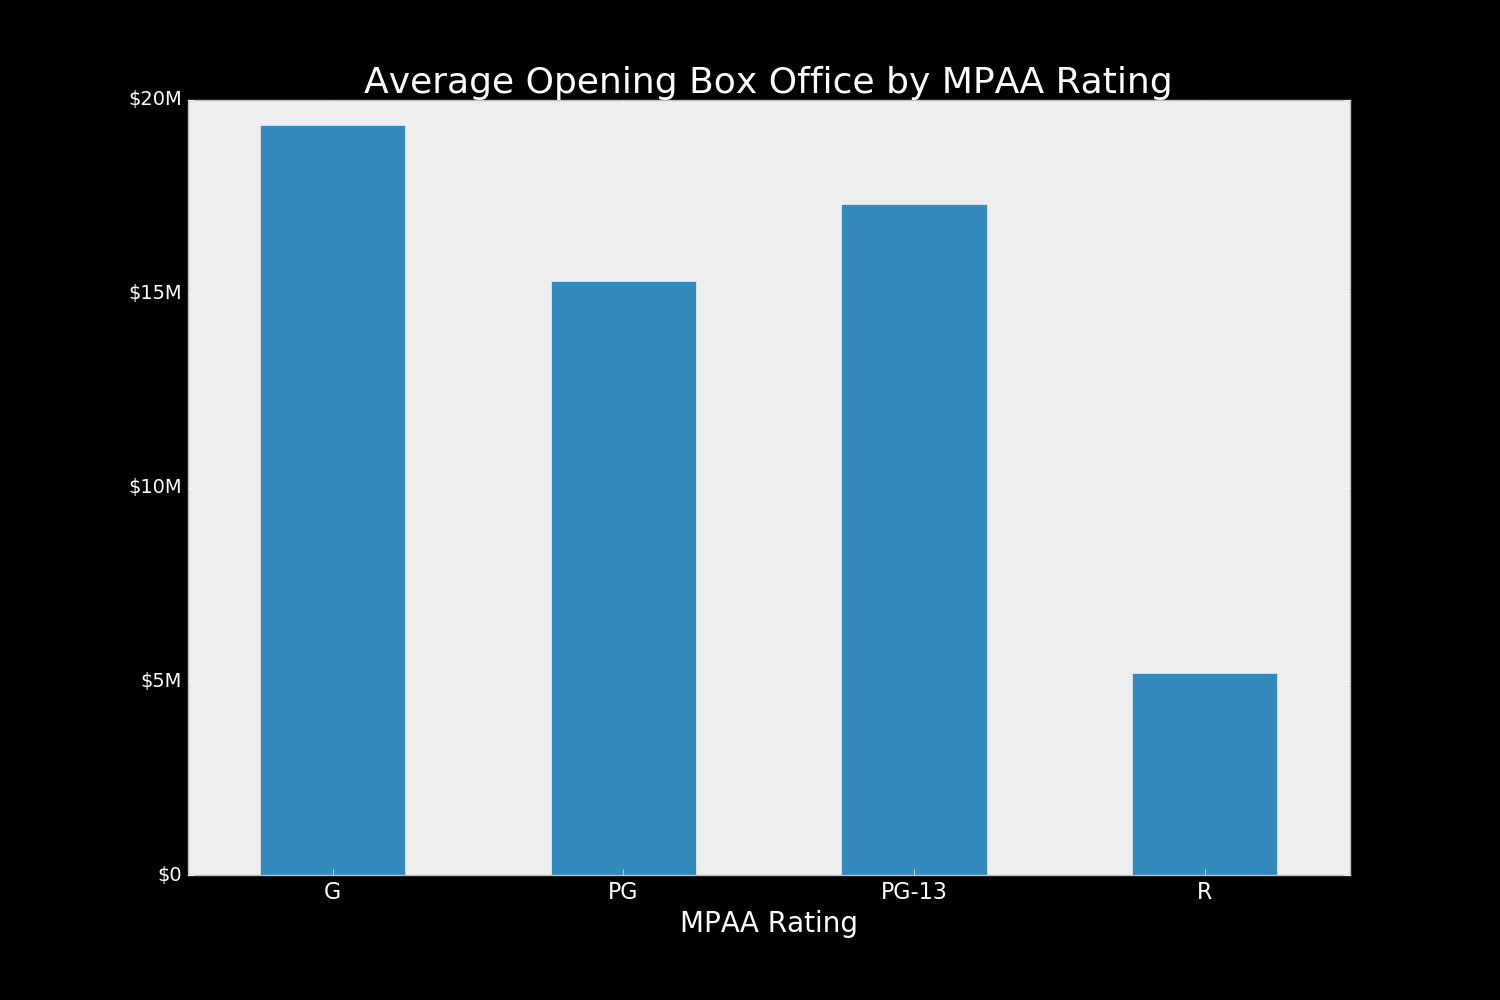 Average Opening Box Office by MPAA Rating
$20M
$15M
$10M
$5M
$0
G PG PG-13 R
MPAA Rating